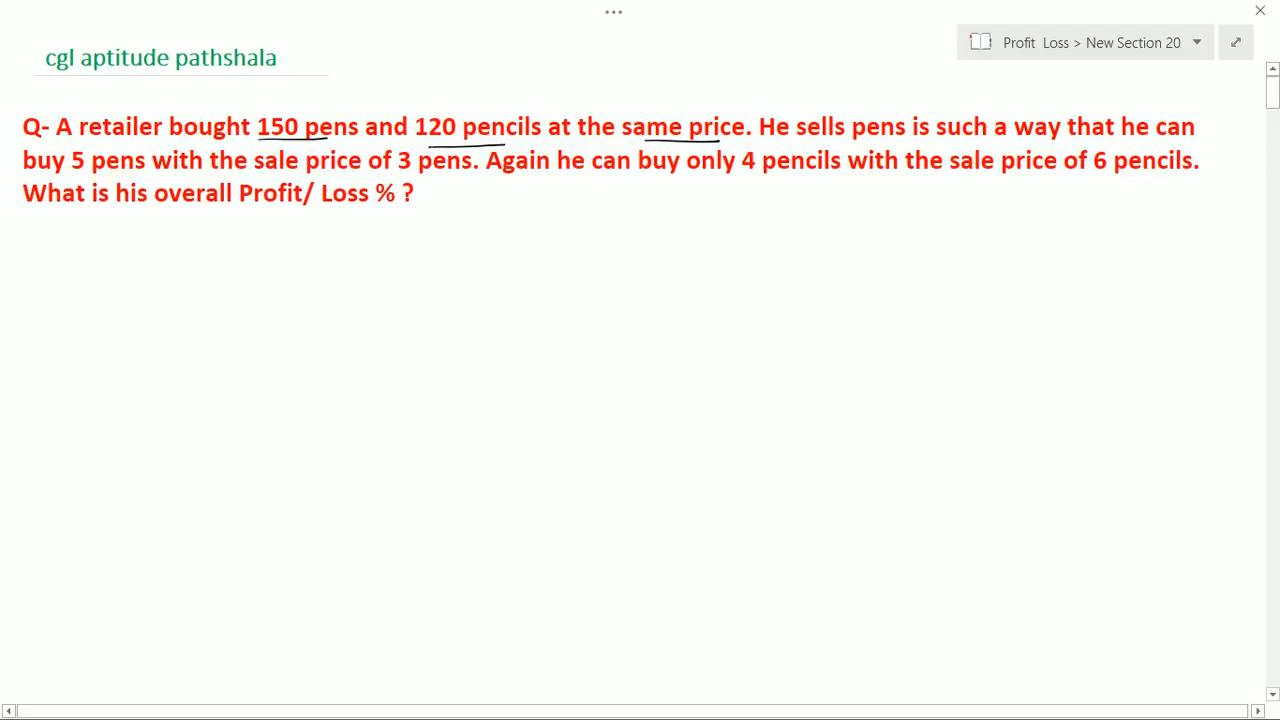 cgl aptitude pathshala
Profit Loss > New Section 20
Q- A retailer bought 150 pens and 120 pencils at the same price. He sells pens is such a way that he can
buy 5 pens with the sale price of 3 pens. Again he can buy only 4 pencils with the sale price of 6 pencils.
What is his overall Profit/ Loss % ?